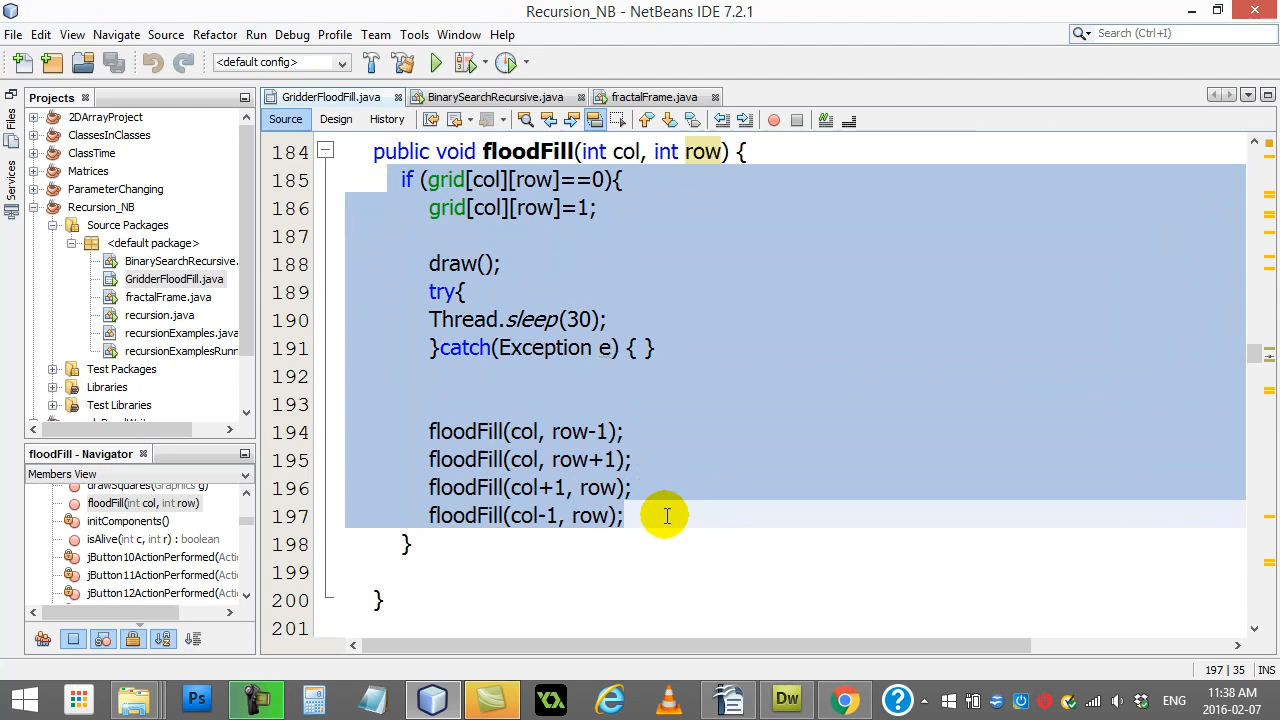 Recursion_NB - NetBeans IDE 7.2.1
File Edit View Navigate Source Refactor Run Debug Profile Team Tools Window Help
Search (Ctrl+I)
<default config>
Files
Services
Projects
2DArrayProject
ClassesInClasses
ClassTime
Matrices
ParameterChanging
Recursion_NB
Source Packages
<default package>
BinarySearchRecursive.
GridderFloodFill.java
fractalFrame.java
recursion.java
recursionExamples.java
recursionExamplesRunn
Test Packages
Libraries
Test Libraries
floodFill - Navigator
Members View
drawSquares(Graphics g)
floodFill(int col, int row)
initComponents()
isAlive(int c, int r) : boolean
jButton10ActionPerformed(Acti
jButton11ActionPerformed(Acti
jButton12ActionPerformed(Acti
GridderFloodFill.java BinarySearchRecursive.java fractalFrame.java
Source Design History
184 public void floodFill(int col, int row) {
185 if (grid[col][row]==0){
186 grid[col][row]=1;
187
188 draw();
189 try{
190 Thread.sleep(30);
191 }catch(Exception e) { }
192
193
194 floodFill(col, row-1);
195 floodFill(col, row+1);
196 floodFill(col+1, row);
197 floodFill(col-1, row);
198 }
199
200 }
201
197 | 35 INS
Ps
Dw
ENG
11:38 AM
2016-02-07